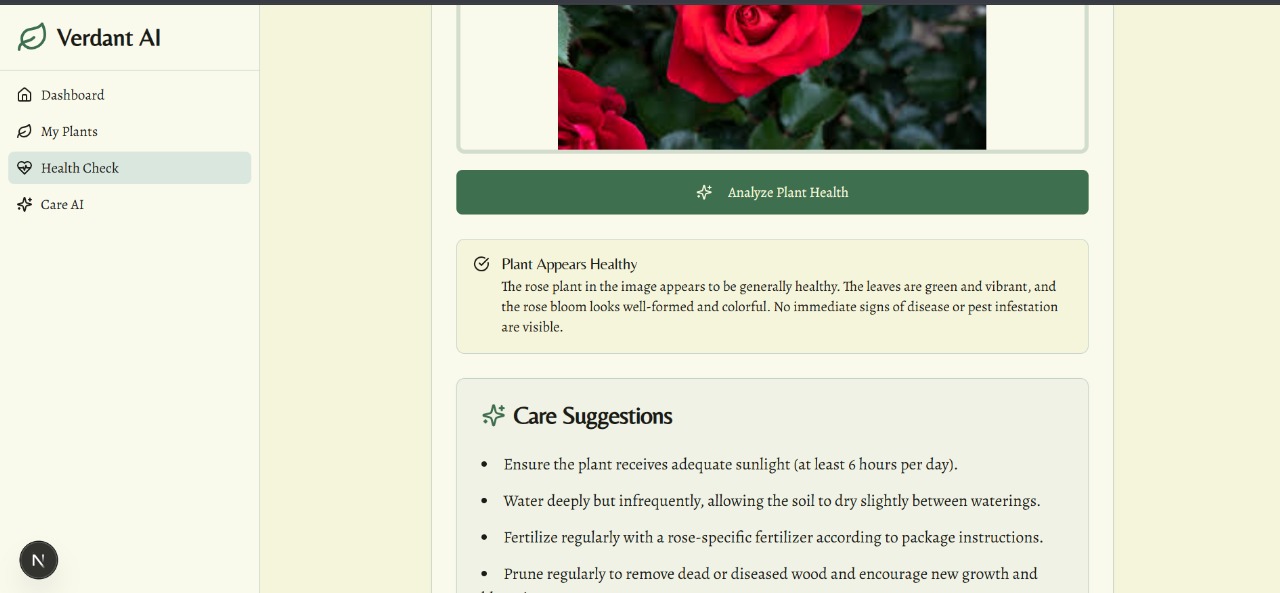 Verdant AI
Dashboard
My Plants
Health Check
Care AI
N
Analyze Plant Health
Plant Appears Healthy
The rose plant in the image appears to be generally healthy. The leaves are green and vibrant, and
the rose bloom looks well-formed and colorful. No immediate signs of disease or pest infestation
are visible.
Care Suggestions
• Ensure the plant receives adequate sunlight (at least 6 hours per day).
• Water deeply but infrequently, allowing the soil to dry slightly between waterings.
• Fertilize regularly with a rose-specific fertilizer according to package instructions.
• Prune regularly to remove dead or diseased wood and encourage new growth and